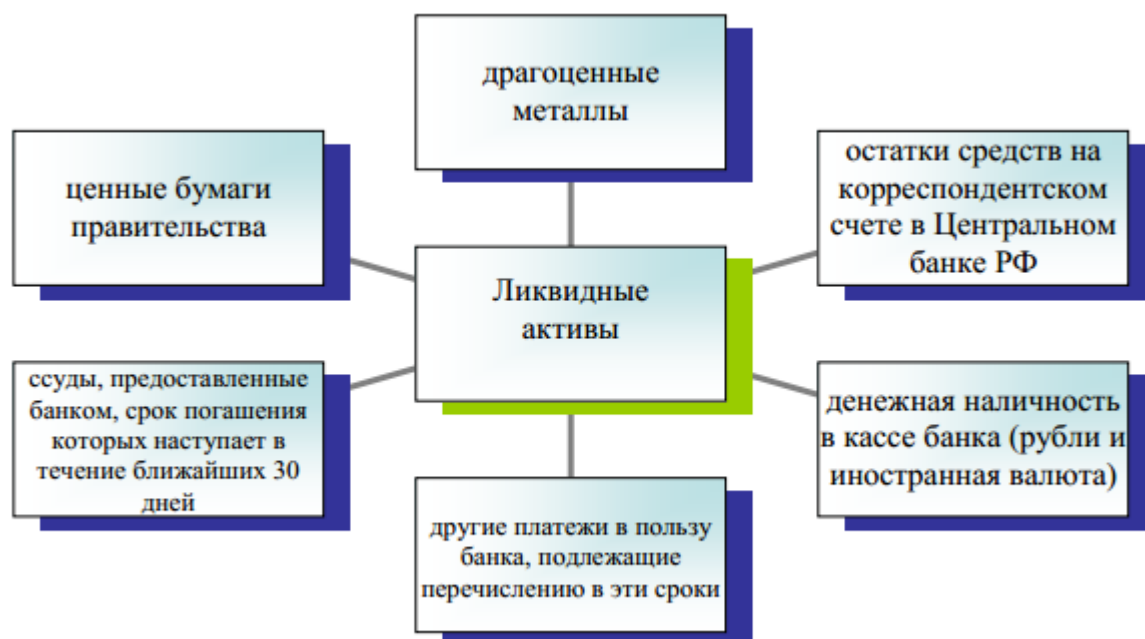 драгоценные
металлы
ценные бумаги
правительства
остатки средств на
корреспондентском
счете в Центральном
банке РФ
Ликвидные
активы
ссуды, предоставленные
банком, срок погашения
которых наступает в
течение ближайших 30
дней
денежная наличность
в кассе банка (рубли и
иностранная валюта)
другие платежи в пользу
банка, подлежащие
перечислению в эти сроки